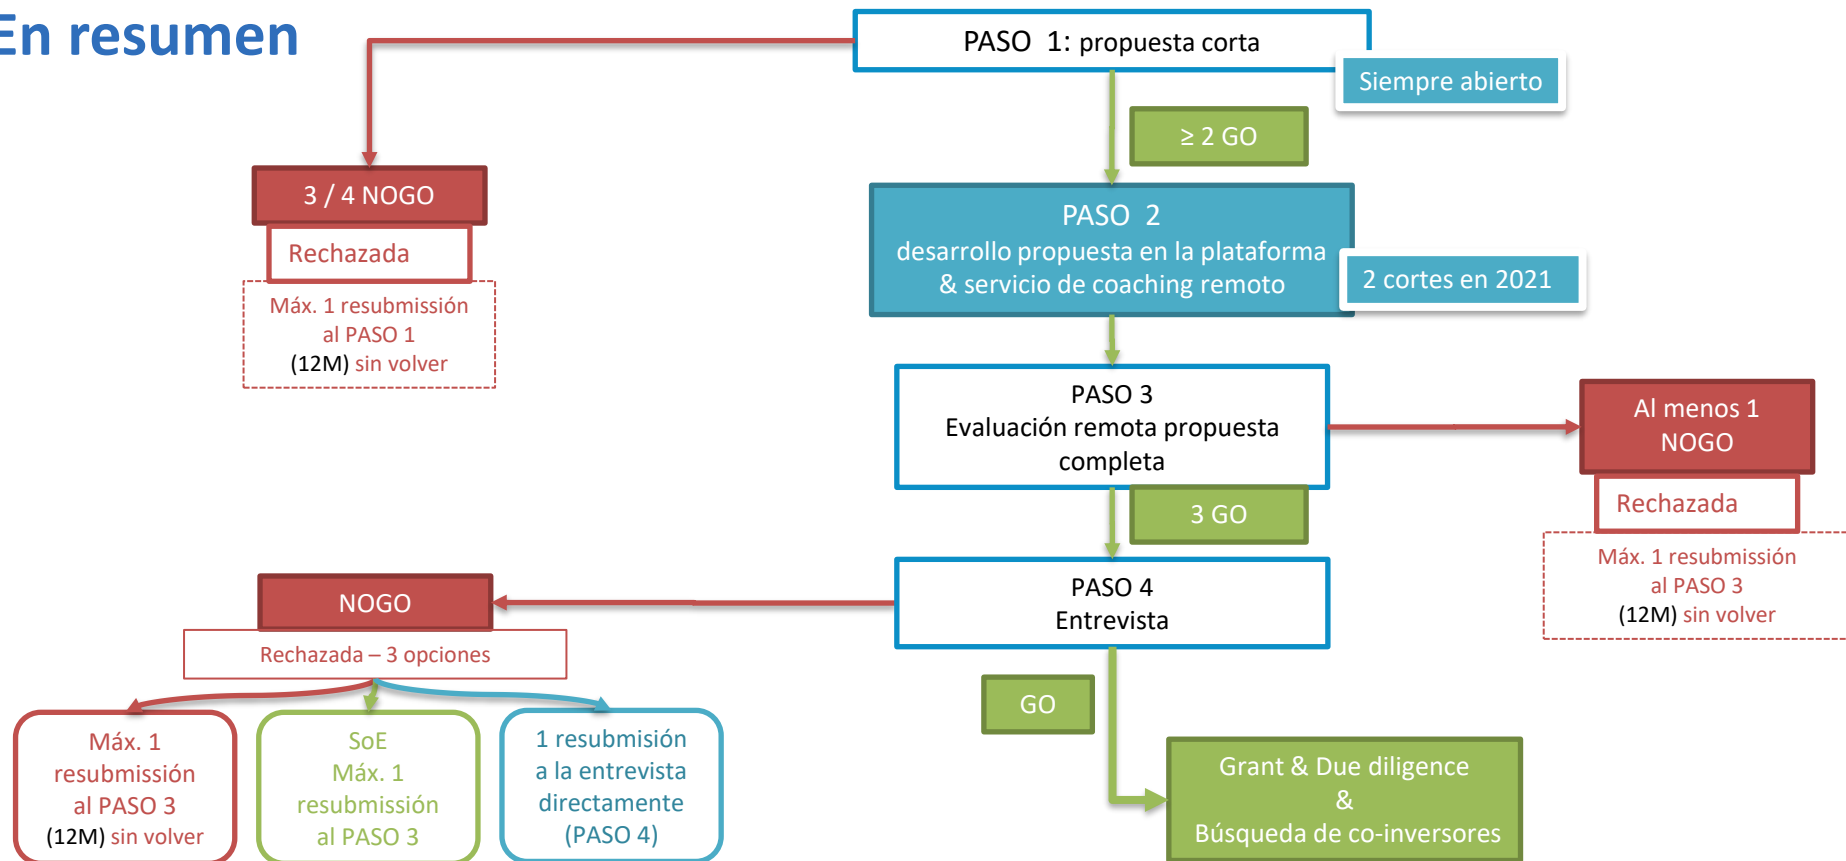 En resumen
PASO 1: propuesta corta
Siempre abierto
≥ 2 GO
3 / 4 NOGO
Rechazada
Máx. 1 resubmissión
al PASO 1
(12M) sin volver
PASO 2
desarrollo propuesta en la plataforma
& servicio de coaching remoto
2 cortes en 2021
PASO 3
Evaluación remota propuesta
completa
Al menos 1
NOGO
Rechazada
Máx. 1 resubmissión
al PASO 3
(12M) sin volver
3 GO
PASO 4
Entrevista
NOGO
Rechazada – 3 opciones
Máx. 1
resubmissión
al PASO 3
(12M) sin volver
SoE
Máx. 1
resubmissión
al PASO 3
1 resubmisión
a la entrevista
directamente
(PASO 4)
GO
Grant & Due diligence
&
Búsqueda de co-inversores